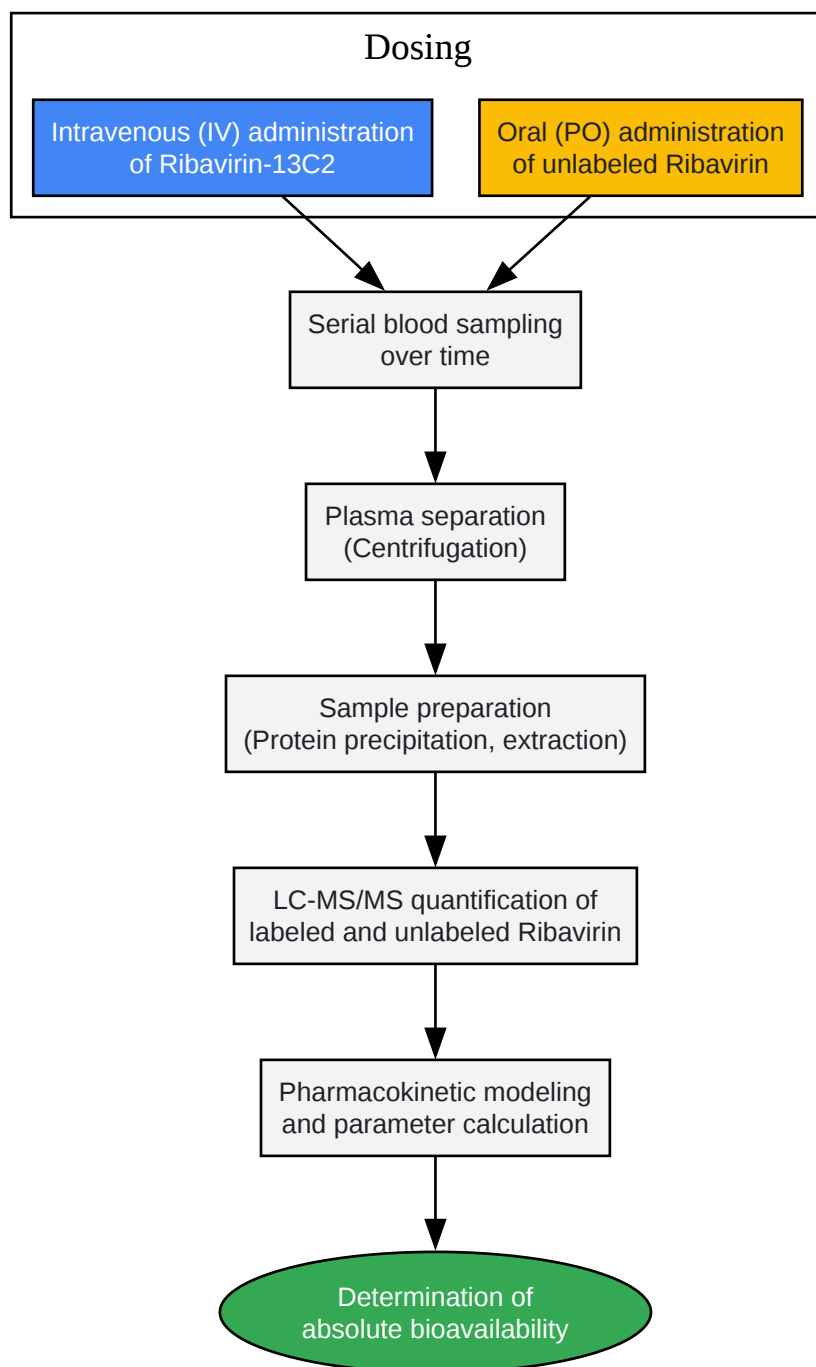 Dosing
Intravenous (IV) administration
of Ribavirin-13C2
Oral (PO) administration
of unlabeled Ribavirin
Serial blood sampling
over time
Plasma separation
(Centrifugation)
Sample preparation
(Protein precipitation, extraction)
LC-MS/MS quantification of
labeled and unlabeled Ribavirin
Pharmacokinetic modeling
and parameter calculation
Determination of
absolute bioavailability